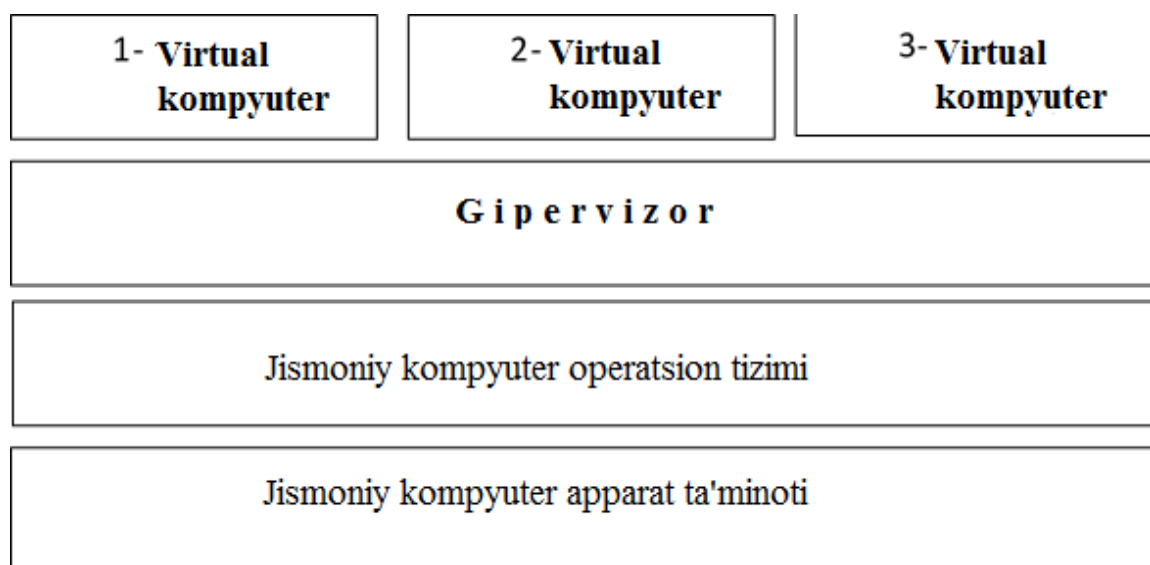 1- Virtual
kompyuter
2- Virtual
kompyuter
3- Virtual
kompyuter
G i p e r v i z o r
Jismoniy kompyuter operatsion tizimi
Jismoniy kompyuter apparat ta'minoti